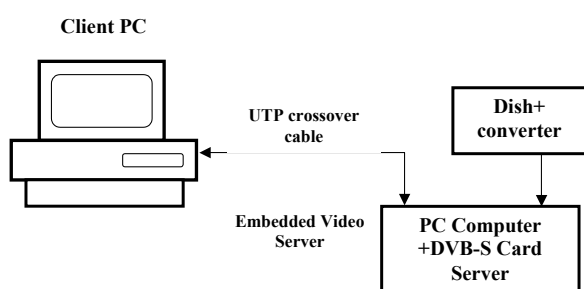 Client PC
UTP crossover
cable
Dish+
converter
Embedded Video
Server
PC Computer
+DVB-S Card
Server